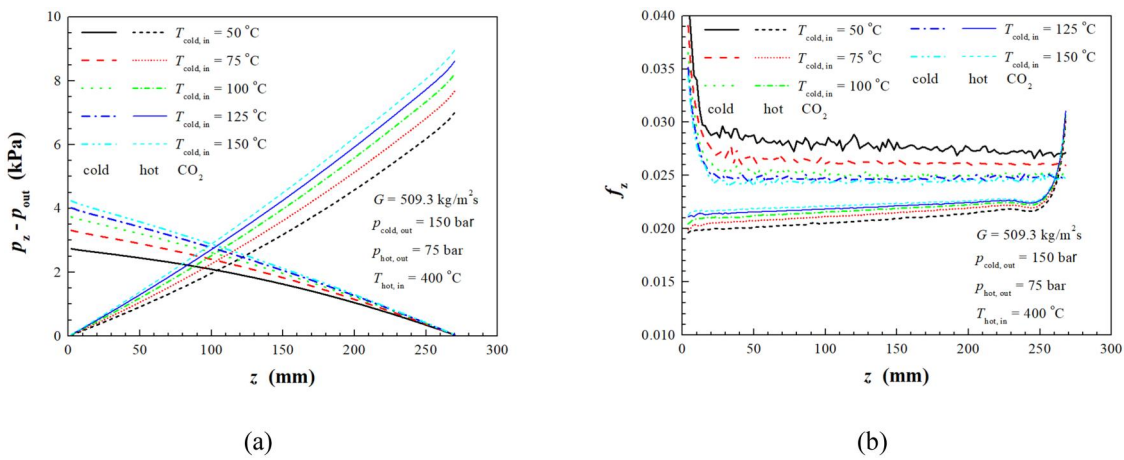 10
8
6
4
2
0
p_z - p_out (kPa)
T_cold, in = 50 °C
T_cold, in = 75 °C
T_cold, in = 100 °C
T_cold, in = 125 °C
T_cold, in = 150 °C
cold hot CO₂
G = 509.3 kg/m²s
p_cold, out = 150 bar
p_hot, out = 75 bar
T_hot, in = 400 °C
0 50 100 150 200 250 300
z (mm)
(a)
0.040
0.035
0.030
0.025
0.020
0.015
0.010
f_z
T_cold, in = 50 °C
T_cold, in = 75 °C
T_cold, in = 100 °C
cold hot CO₂
T_cold, in = 125 °C
T_cold, in = 150 °C
cold hot CO₂
G = 509.3 kg/m²s
p_cold, out = 150 bar
p_hot, out = 75 bar
T_hot, in = 400 °C
0 50 100 150 200 250 300
z (mm)
(b)